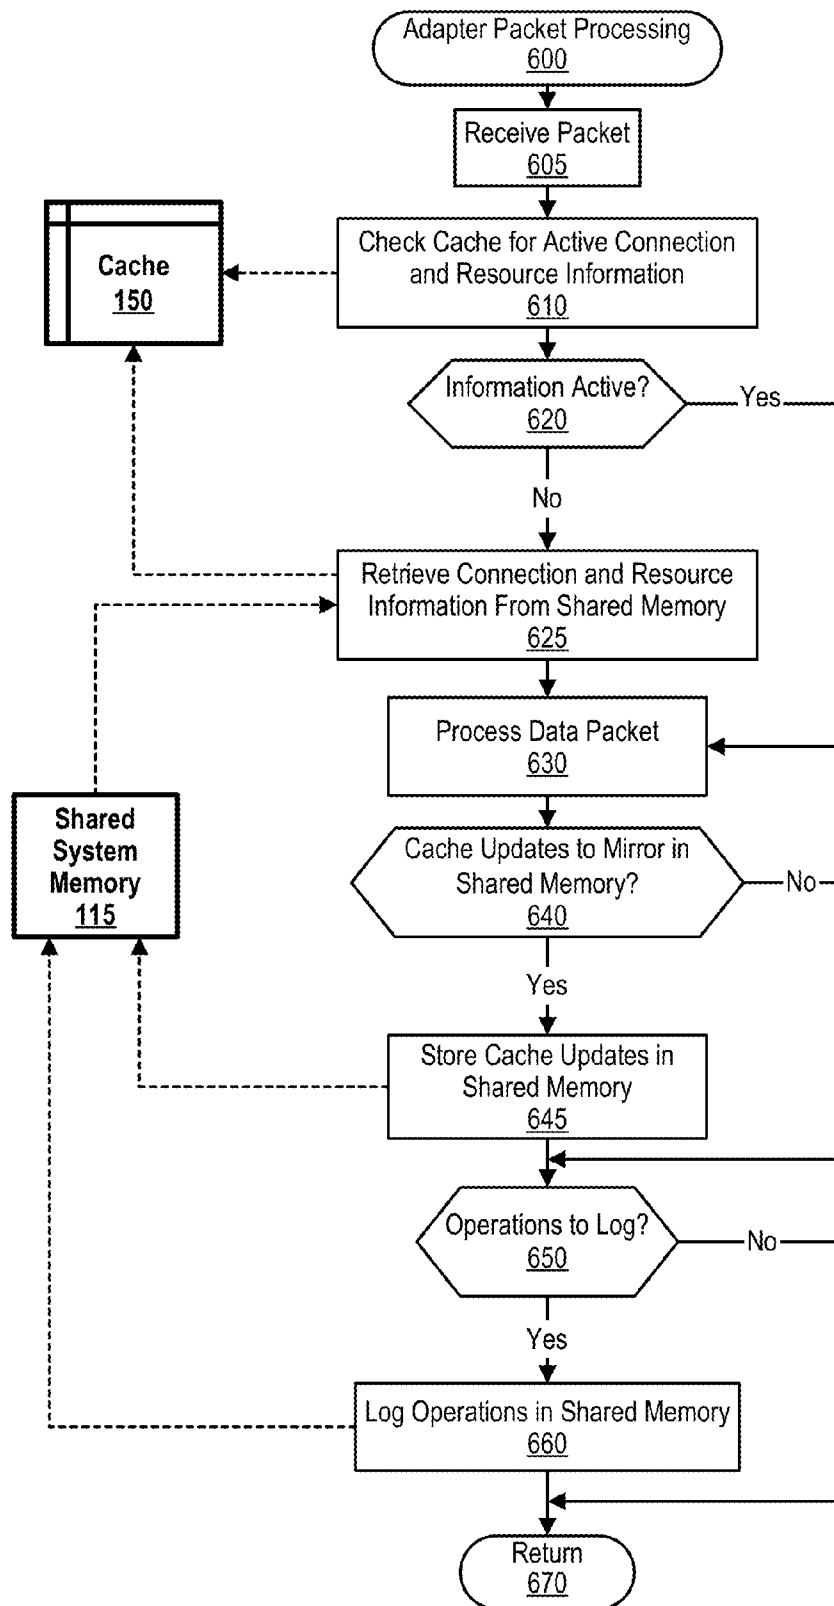 Adapter Packet Processing
600
Receive Packet
605
Check Cache for Active Connection
and Resource Information
610
Cache
150
Information Active?
620
Yes
No
Retrieve Connection and Resource
Information From Shared Memory
625
Process Data Packet
630
Shared
System
Memory
115
Cache Updates to Mirror in
Shared Memory?
640
No
Yes
Store Cache Updates in
Shared Memory
645
Operations to Log?
650
No
Yes
Log Operations in Shared Memory
660
Return
670